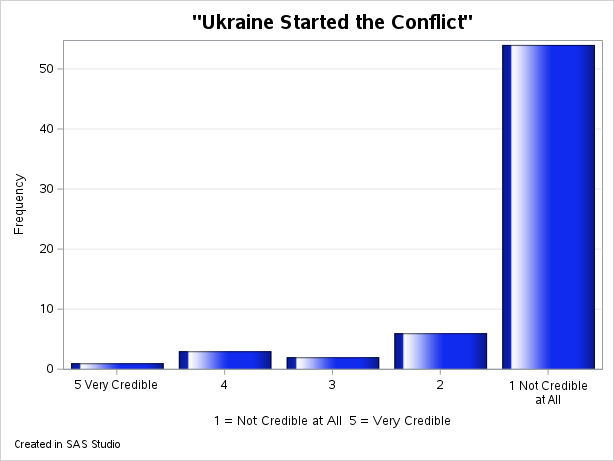 "Ukraine Started the Conflict"
50
40
30
20
10
0
Frequency
5 Very Credible
4
3
2
1 Not Credible
at All
1 = Not Credible at All  5 = Very Credible
Created in SAS Studio